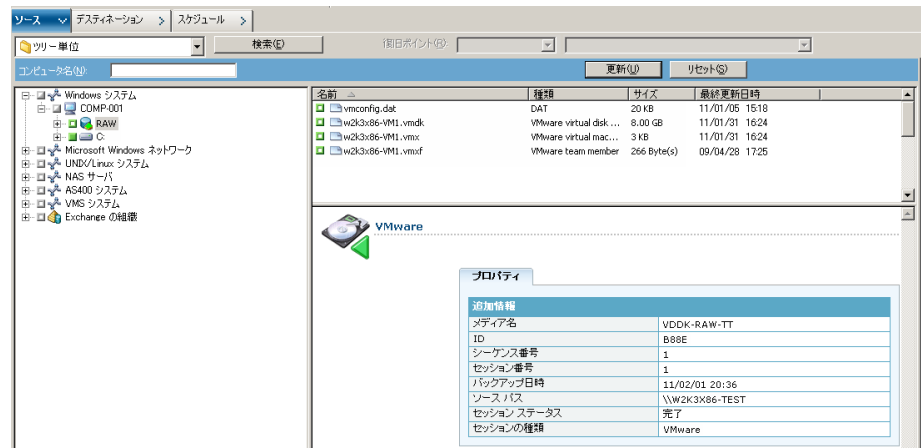 ソース デスティネーション スケジュール
ツリー単位 検索(E) 復旧ポイント(R):
コンピュータ名(N): 更新(U) リセット(S)
Windows システム
COMP-001
RAW
C:
Microsoft Windows ネットワーク
UNIX/Linux システム
NAS サーバ
AS400 システム
VMS システム
Exchange の組織
名前 種類 サイズ 最終更新日時
vmconfig.dat DAT 20 KB 11/01/05 15:18
w2k3x86-VM1.vmdk VMware virtual disk ... 8.00 GB 11/01/31 16:24
w2k3x86-VM1.vmx VMware virtual mac... 3 KB 11/01/31 16:24
w2k3x86-VM1.vmxf VMware team member 266 Byte(s) 09/04/28 17:25
VMware
プロパティ
追加情報
メディア名 VDDK-RAW-TT
ID B88E
シーケンス番号 1
セッション番号 1
バックアップ日時 11/02/01 20:36
ソース パス \\W2K3X86-TEST
セッション ステータス 完了
セッションの種類 VMware